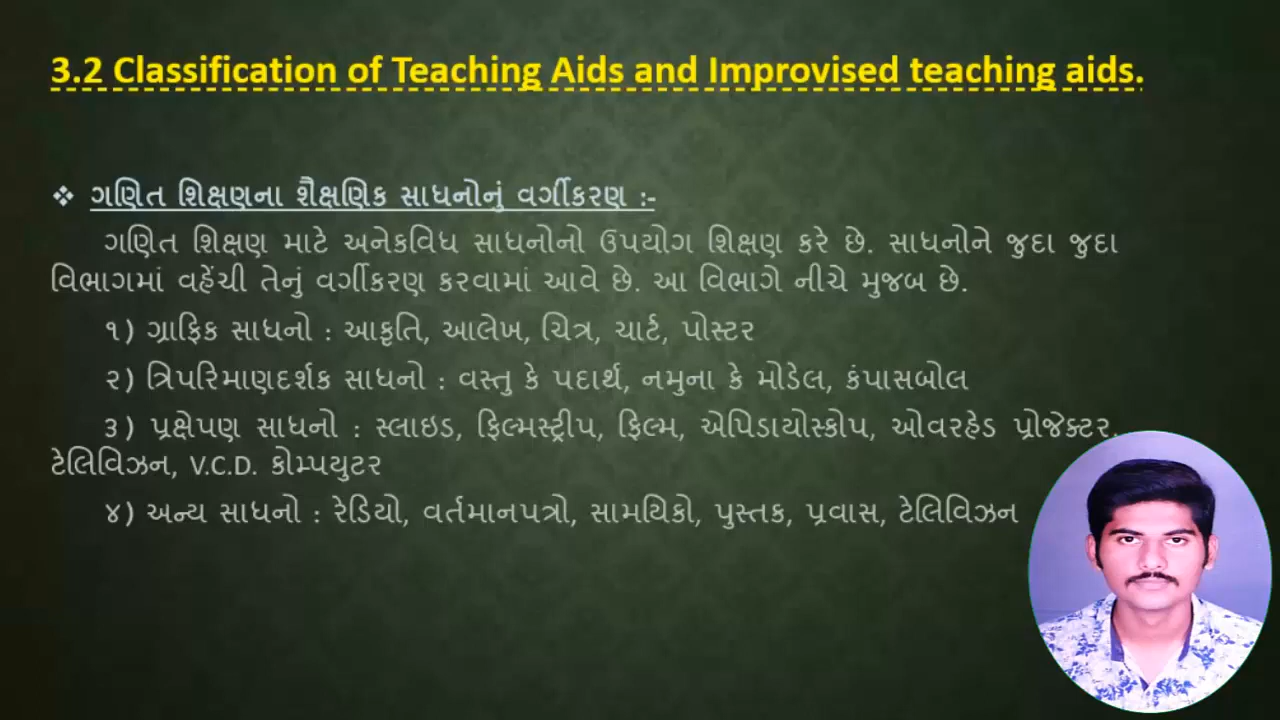 3.2 Classification of Teaching Aids and Improvised teaching aids.
❖ ગણિત શિક્ષણના શૈક્ષણિક સાધનોનું વર્ગીકરણ :-
ગણિત શિક્ષણ માટે અનેકવિધ સાધનોનો ઉપયોગ શિક્ષણ કરે છે. સાધનોને જુદા જુદા
વિભાગમાં વહેંચી તેનું વર્ગીકરણ કરવામાં આવે છે. આ વિભાગે નીચે મુજબ છે.
૧) ગ્રાફિક સાધનો : આકૃતિ, આલેખ, ચિત્ર, ચાર્ટ, પોસ્ટર
૨) ત્રિપરિમાણદર્શક સાધનો : વસ્તુ કે પદાર્થ, નમુના કે મોડેલ, કંપાસબોલ
૩) પ્રક્ષેપણ સાધનો : સ્લાઇડ, ફિલ્મસ્ટ્રીપ, ફિલ્મ, એપિડાયોસ્કોપ, ઓવરહેડ પ્રોજેક્ટર,
ટેલિવિઝન, V.C.D. કોમ્પયુટર
૪) અન્ય સાધનો : રેડિયો, વર્તમાનપત્રો, સામયિકો, પુસ્તક, પ્રવાસ, ટેલિવિઝન